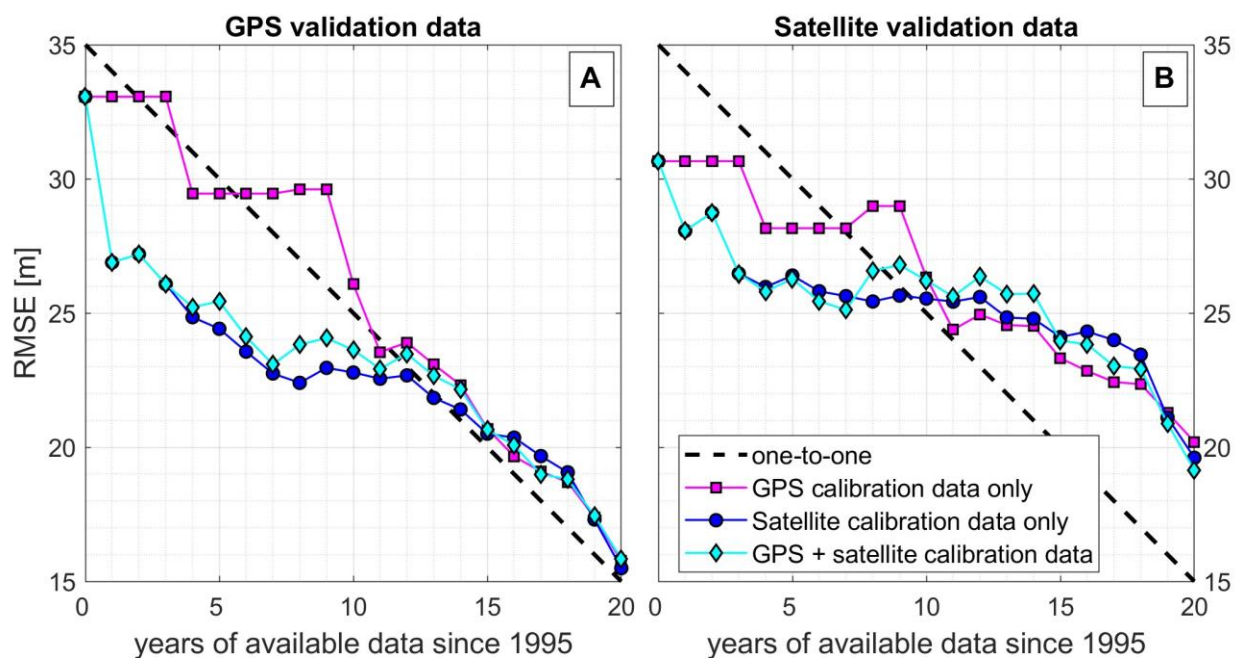 GPS validation data
Satellite validation data
A
B
35
30
25
20
15
RMSE [m]
0 5 10 15 20
years of available data since 1995
35
30
25
20
15
0 5 10 15 20
years of available data since 1995
one-to-one
GPS calibration data only
Satellite calibration data only
GPS + satellite calibration data